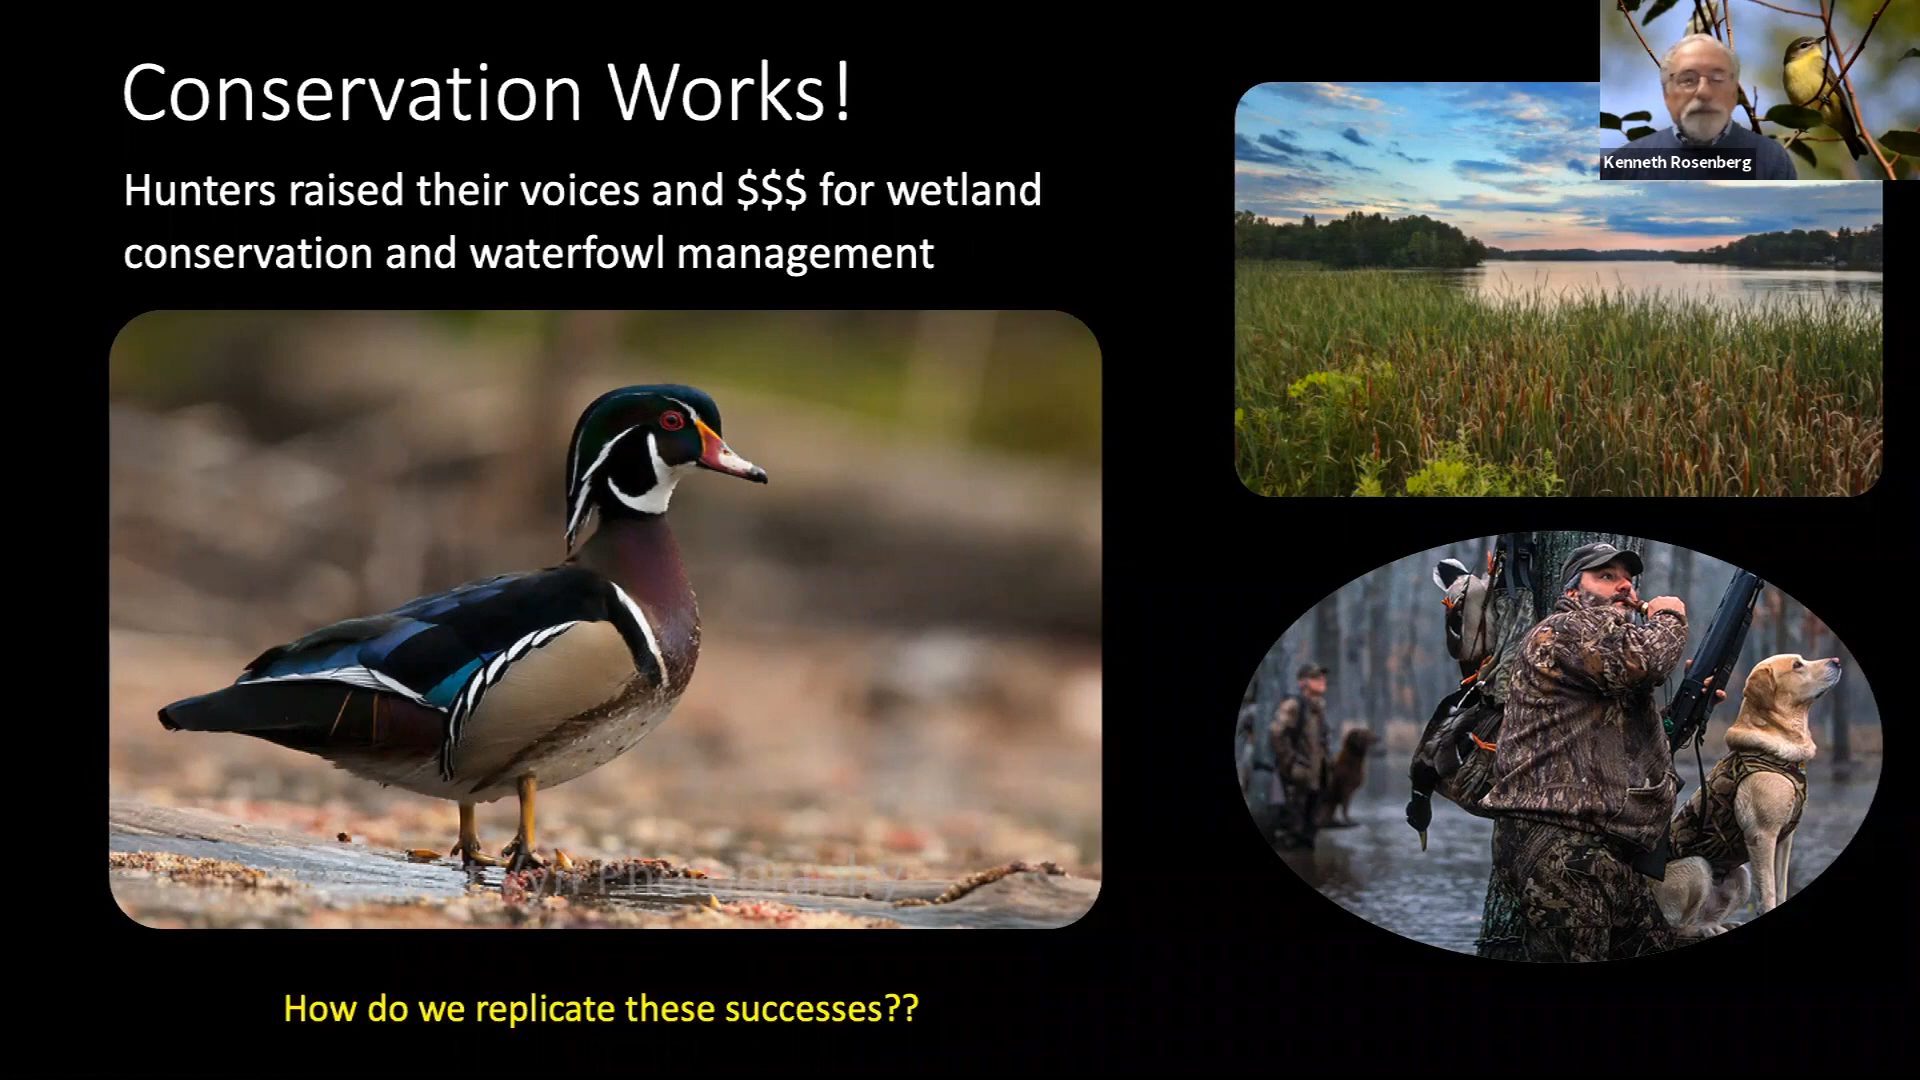 Conservation Works!
Kenneth Rosenberg
Hunters raised their voices and $$$ for wetland
conservation and waterfowl management
Photography
How do we replicate these successes??